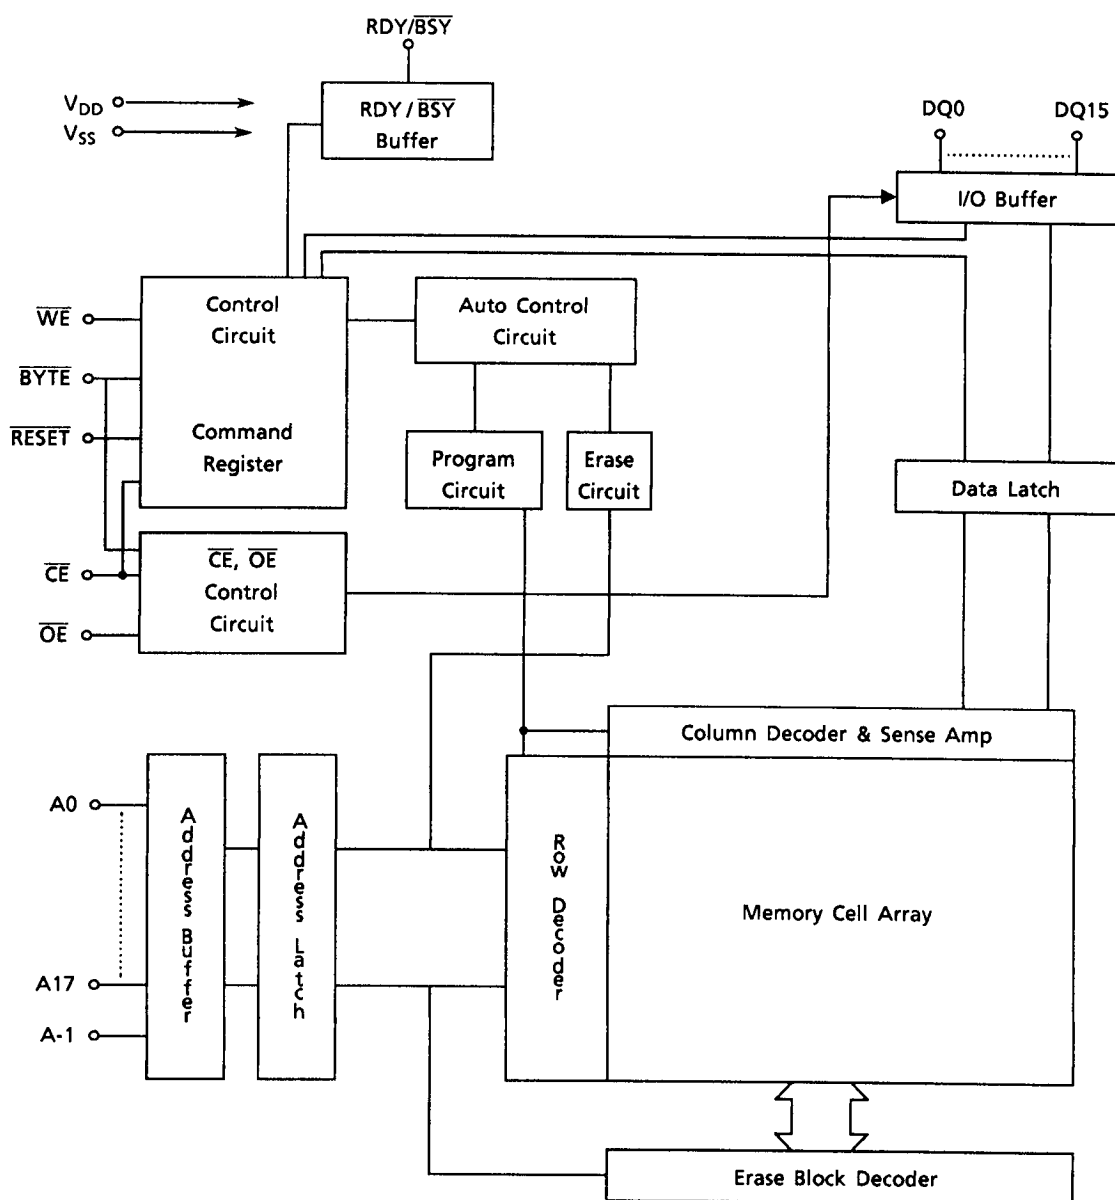 RDY/BSY
VDD
VSS
RDY / BSY
Buffer
DQ0
DQ15
I/O Buffer
WE
BYTE
RESET
Control
Circuit
Command
Register
Auto Control
Circuit
Program
Circuit
Erase
Circuit
Data Latch
CE
OE
CE, OE
Control
Circuit
Column Decoder & Sense Amp
A0
A17
A-1
Address Buffer
Address Latch
Row Decoder
Memory Cell Array
Erase Block Decoder